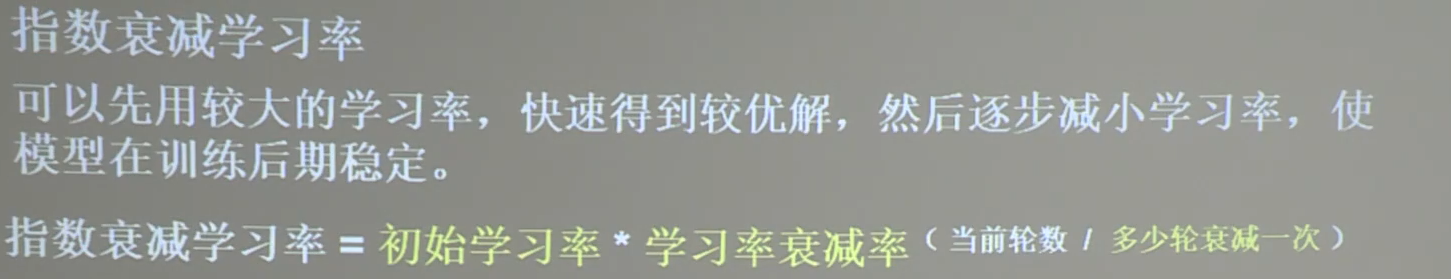 指数衰减学习率
可以先用较大的学习率，快速得到较优解，然后逐步减小学习率，使
模型在训练后期稳定。
指数衰减学习率 = 初始学习率 * 学习率衰减率（ 当前轮数 / 多少轮衰减一次 ）